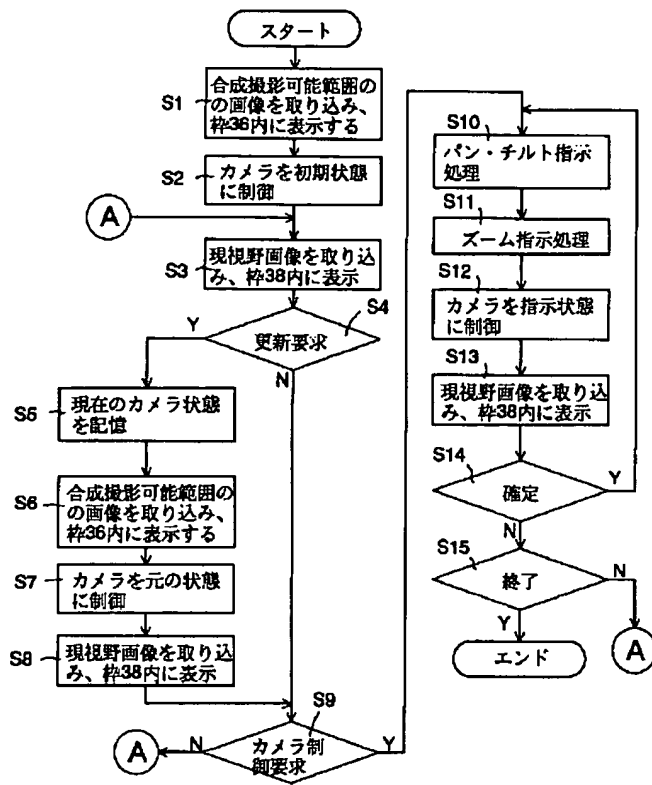 スタート
S1
合成撮影可能範囲の
の画像を取り込み、
枠36内に表示する
S2
カメラを初期状態
に制御
A
S3
現視野画像を取り込
み、枠38内に表示
S4
更新要求
Y
N
S5
現在のカメラ状態
を記憶
S6
合成撮影可能範囲の
の画像を取り込み、
枠36内に表示する
S7
カメラを元の状態
に制御
S8
現視野画像を取り込
み、枠38内に表示
S9
カメラ制
御要求
N
Y
A
S10
パン・チルト指示
処理
S11
ズーム指示処理
S12
カメラを指示状態
に制御
S13
現視野画像を取り込
み、枠38内に表示
S14
確定
Y
N
S15
終了
N
Y
エンド
A